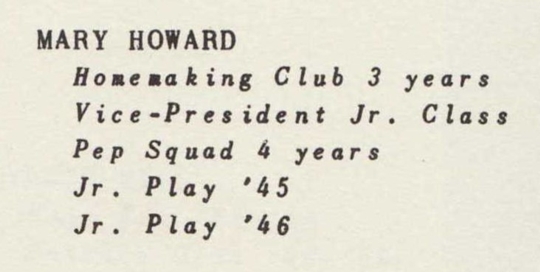 MARY HOWARD
Homemaking Club 3 years
Vice-President Jr. Class
Pep Squad 4 years
Jr. Play '45
Jr. Play '46